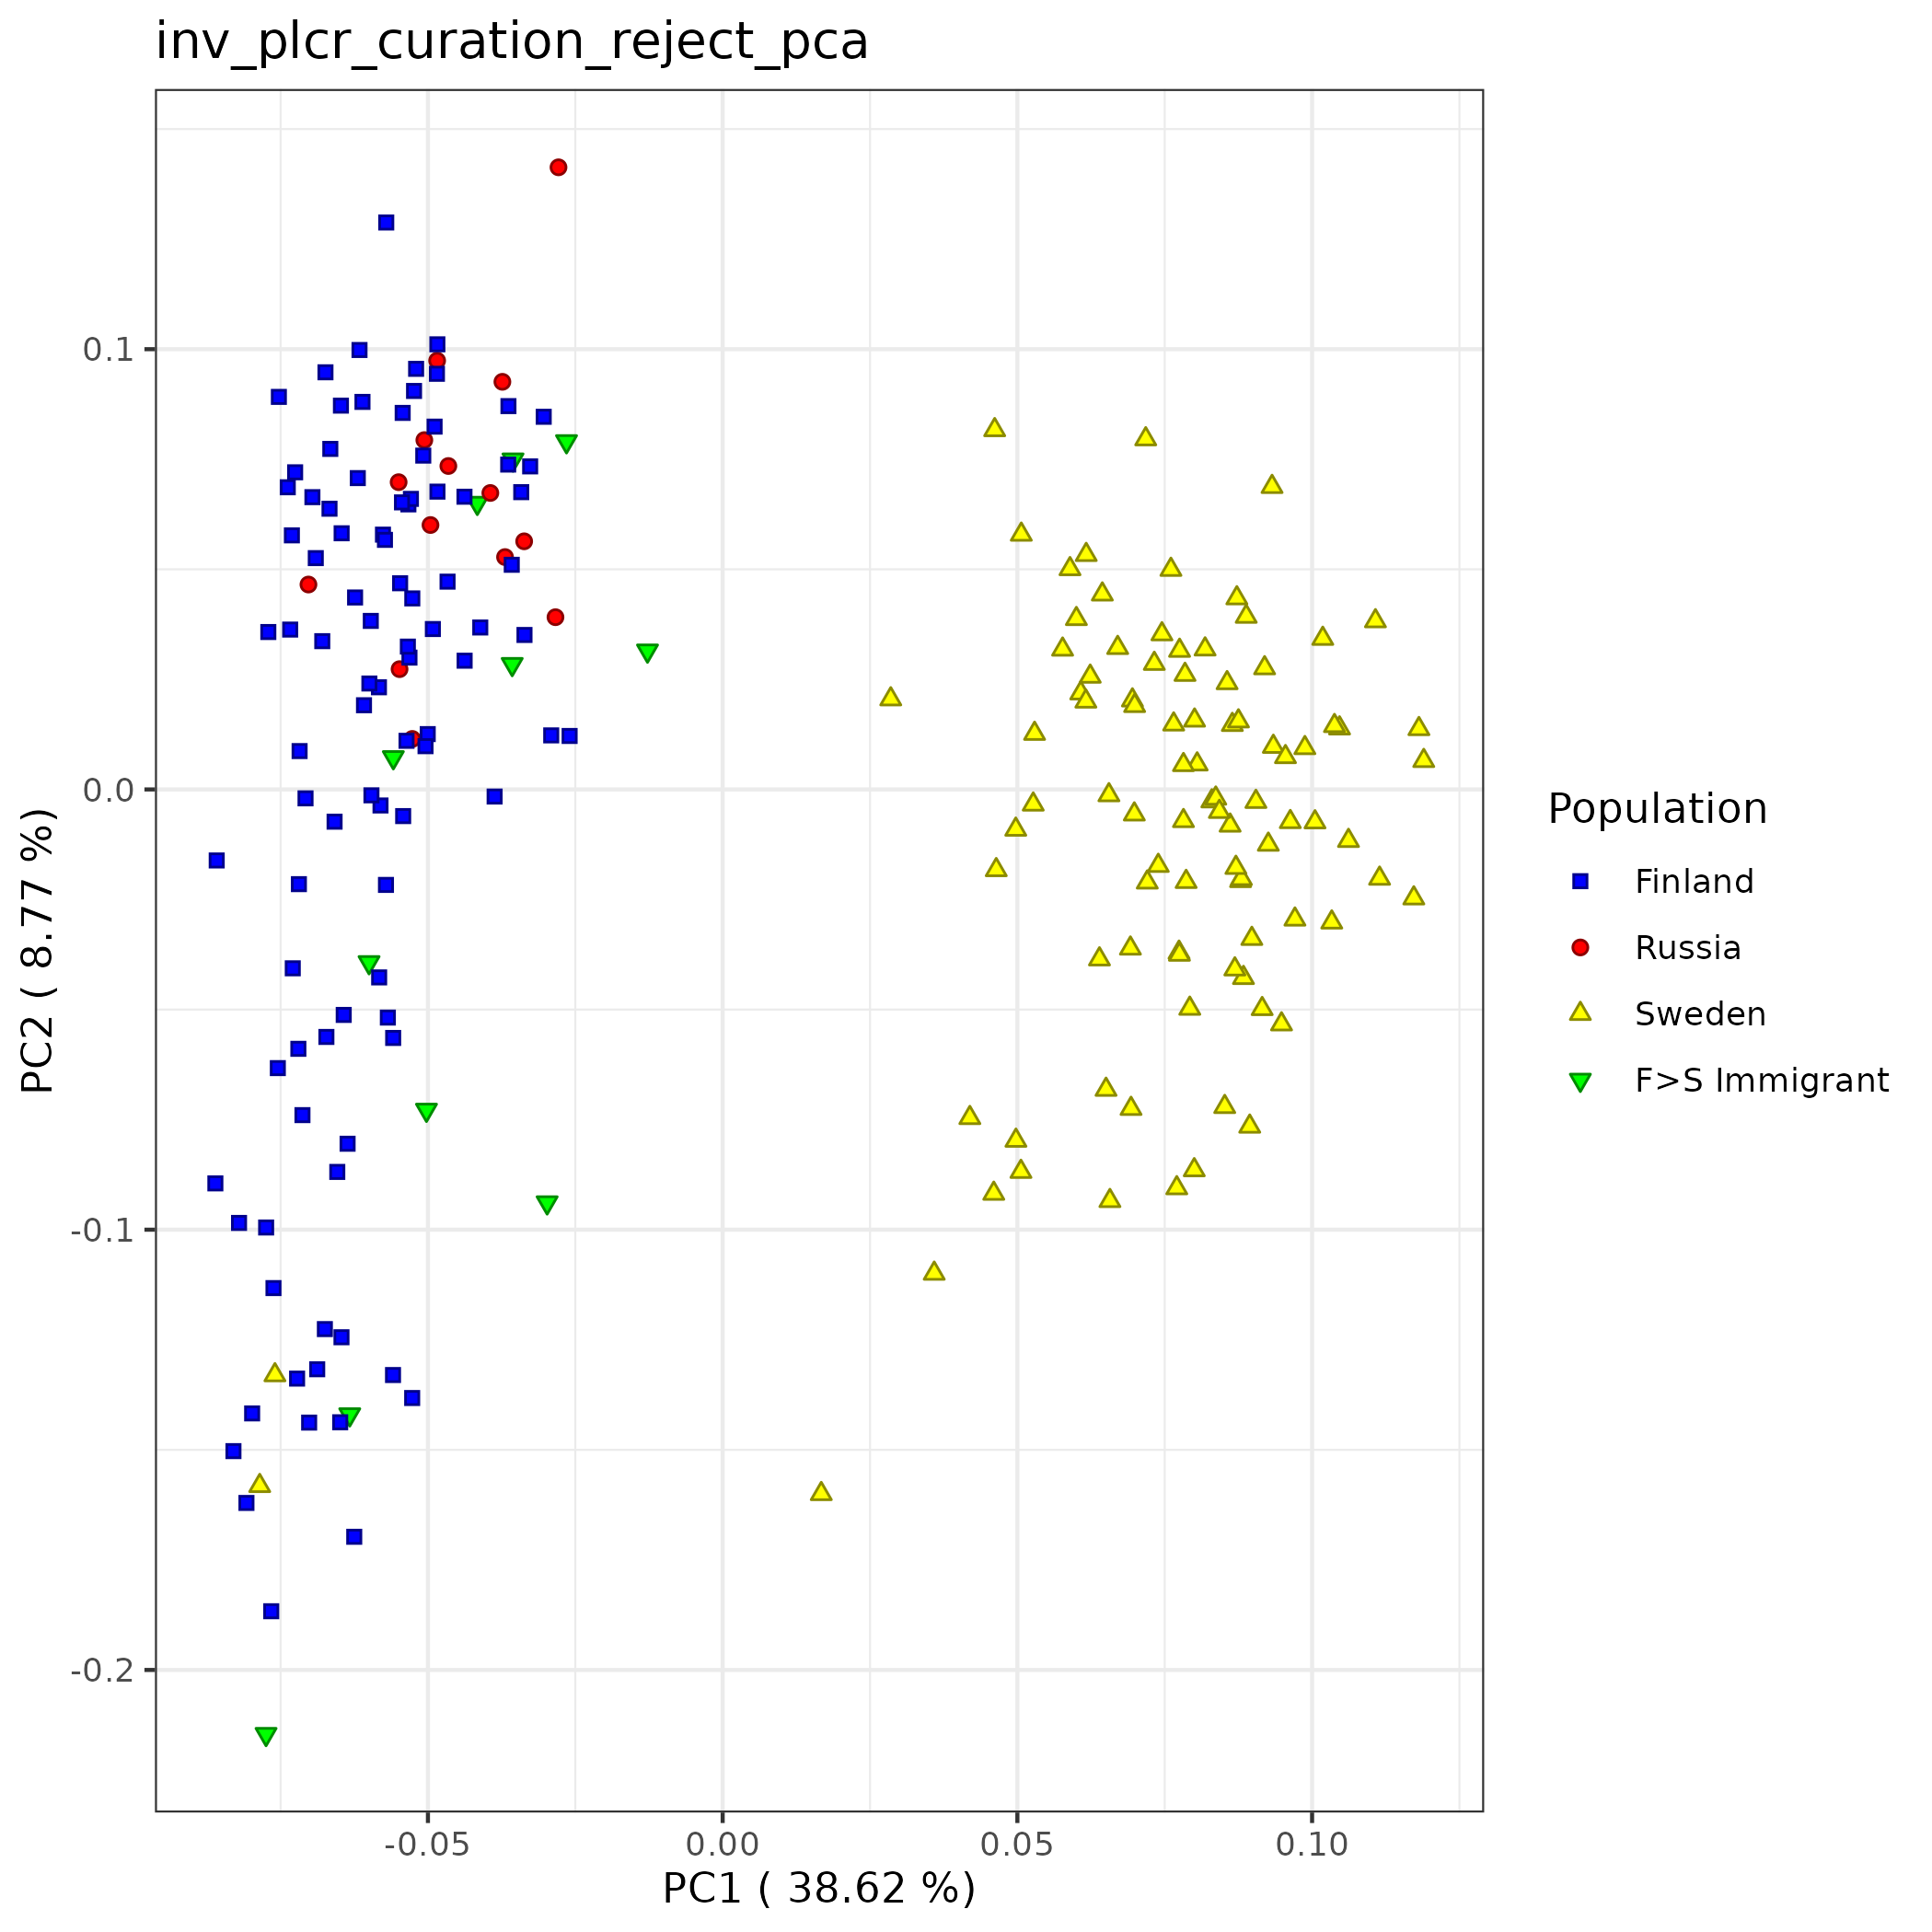 inv_plcr_curation_reject_pca
0.1
0.0
-0.1
-0.2
PC2 ( 8.77 %)
-0.05
0.00
0.05
0.10
PC1 ( 38.62 %)
Population
Finland
Russia
Sweden
F>S Immigrant